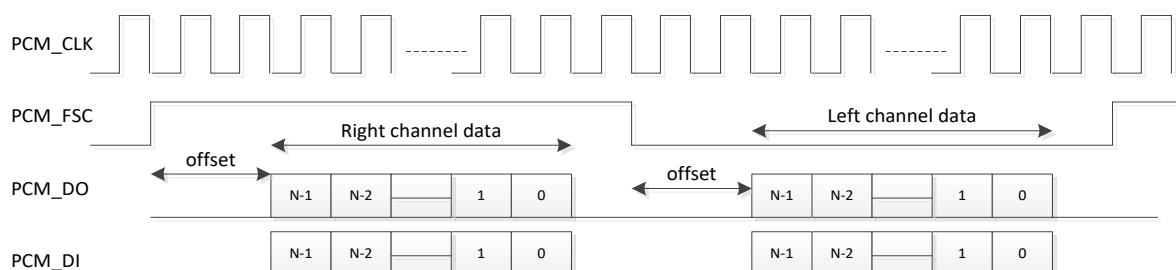 PCM_CLK
PCM_FSC
Right channel data
Left channel data
offset
offset
PCM_DO
N-1 N-2 1 0 N-1 N-2 1 0
PCM_DI
N-1 N-2 1 0 N-1 N-2 1 0